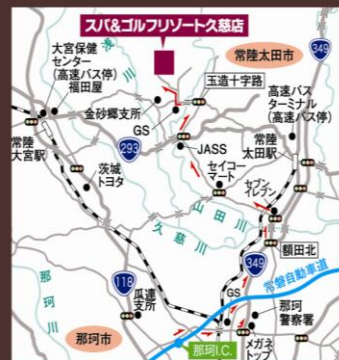 スパ&ゴルフリゾート久慈店
大宮保健
センター
(高速バス停)
福田屋
浅
川
常陸太田市
349
玉造十字路
高速バス
ターミナル
(高速バス停)
金砂郷支所
GS
293
JASS
常陸
太田駅
常陸
大宮駅
茨城
トヨタ
セイコー
マート
セブン
イレブン
山田川
久慈川
額田北
那
珂
川
118
瓜連
支所
349
常磐自動車道
GS
那珂
警察署
那珂市
那珂I.C.
メガネ
トップ